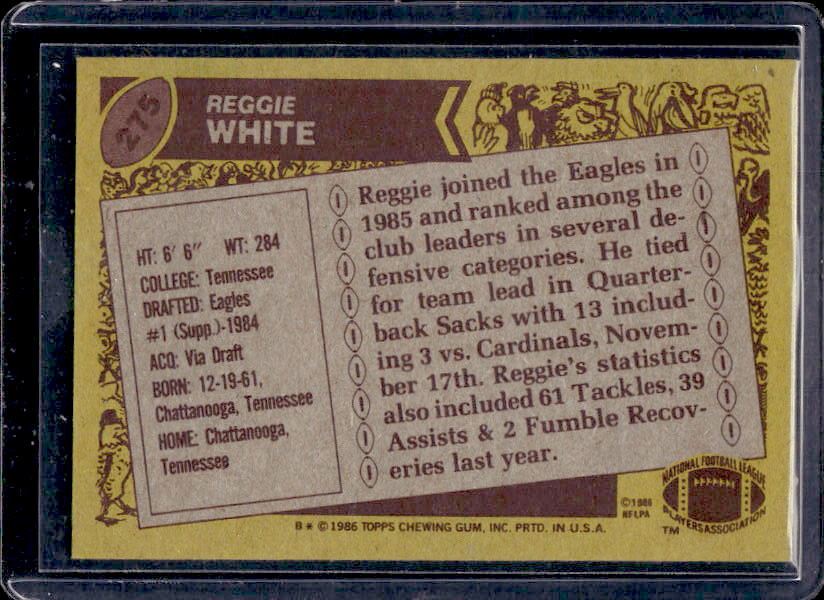 275
REGGIE
WHITE
HT: 6' 6" WT: 284
COLLEGE: Tennessee
DRAFTED: Eagles
#1 (Supp.)-1984
ACQ: Via Draft
BORN: 12-19-61,
Chattanooga, Tennessee
HOME: Chattanooga,
Tennessee
Reggie joined the Eagles in
1985 and ranked among the
club leaders in several de-
fensive categories. He tied
for team lead in Quarter-
back Sacks with 13 includ-
ing 3 vs. Cardinals, Novem-
ber 17th. Reggie's statistics
also included 61 Tackles, 39
Assists & 2 Fumble Recov-
eries last year.
©1986
NFLPA
NATIONAL FOOTBALL LEAGUE
PLAYERS ASSOCIATION
TM
B * © 1986 TOPPS CHEWING GUM, INC. PRTD. IN U.S.A.